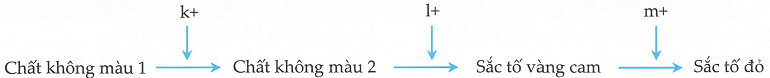 k+ l+ m+
Chất không màu 1 Chất không màu 2 Sắc tố vàng cam Sắc tố đỏ